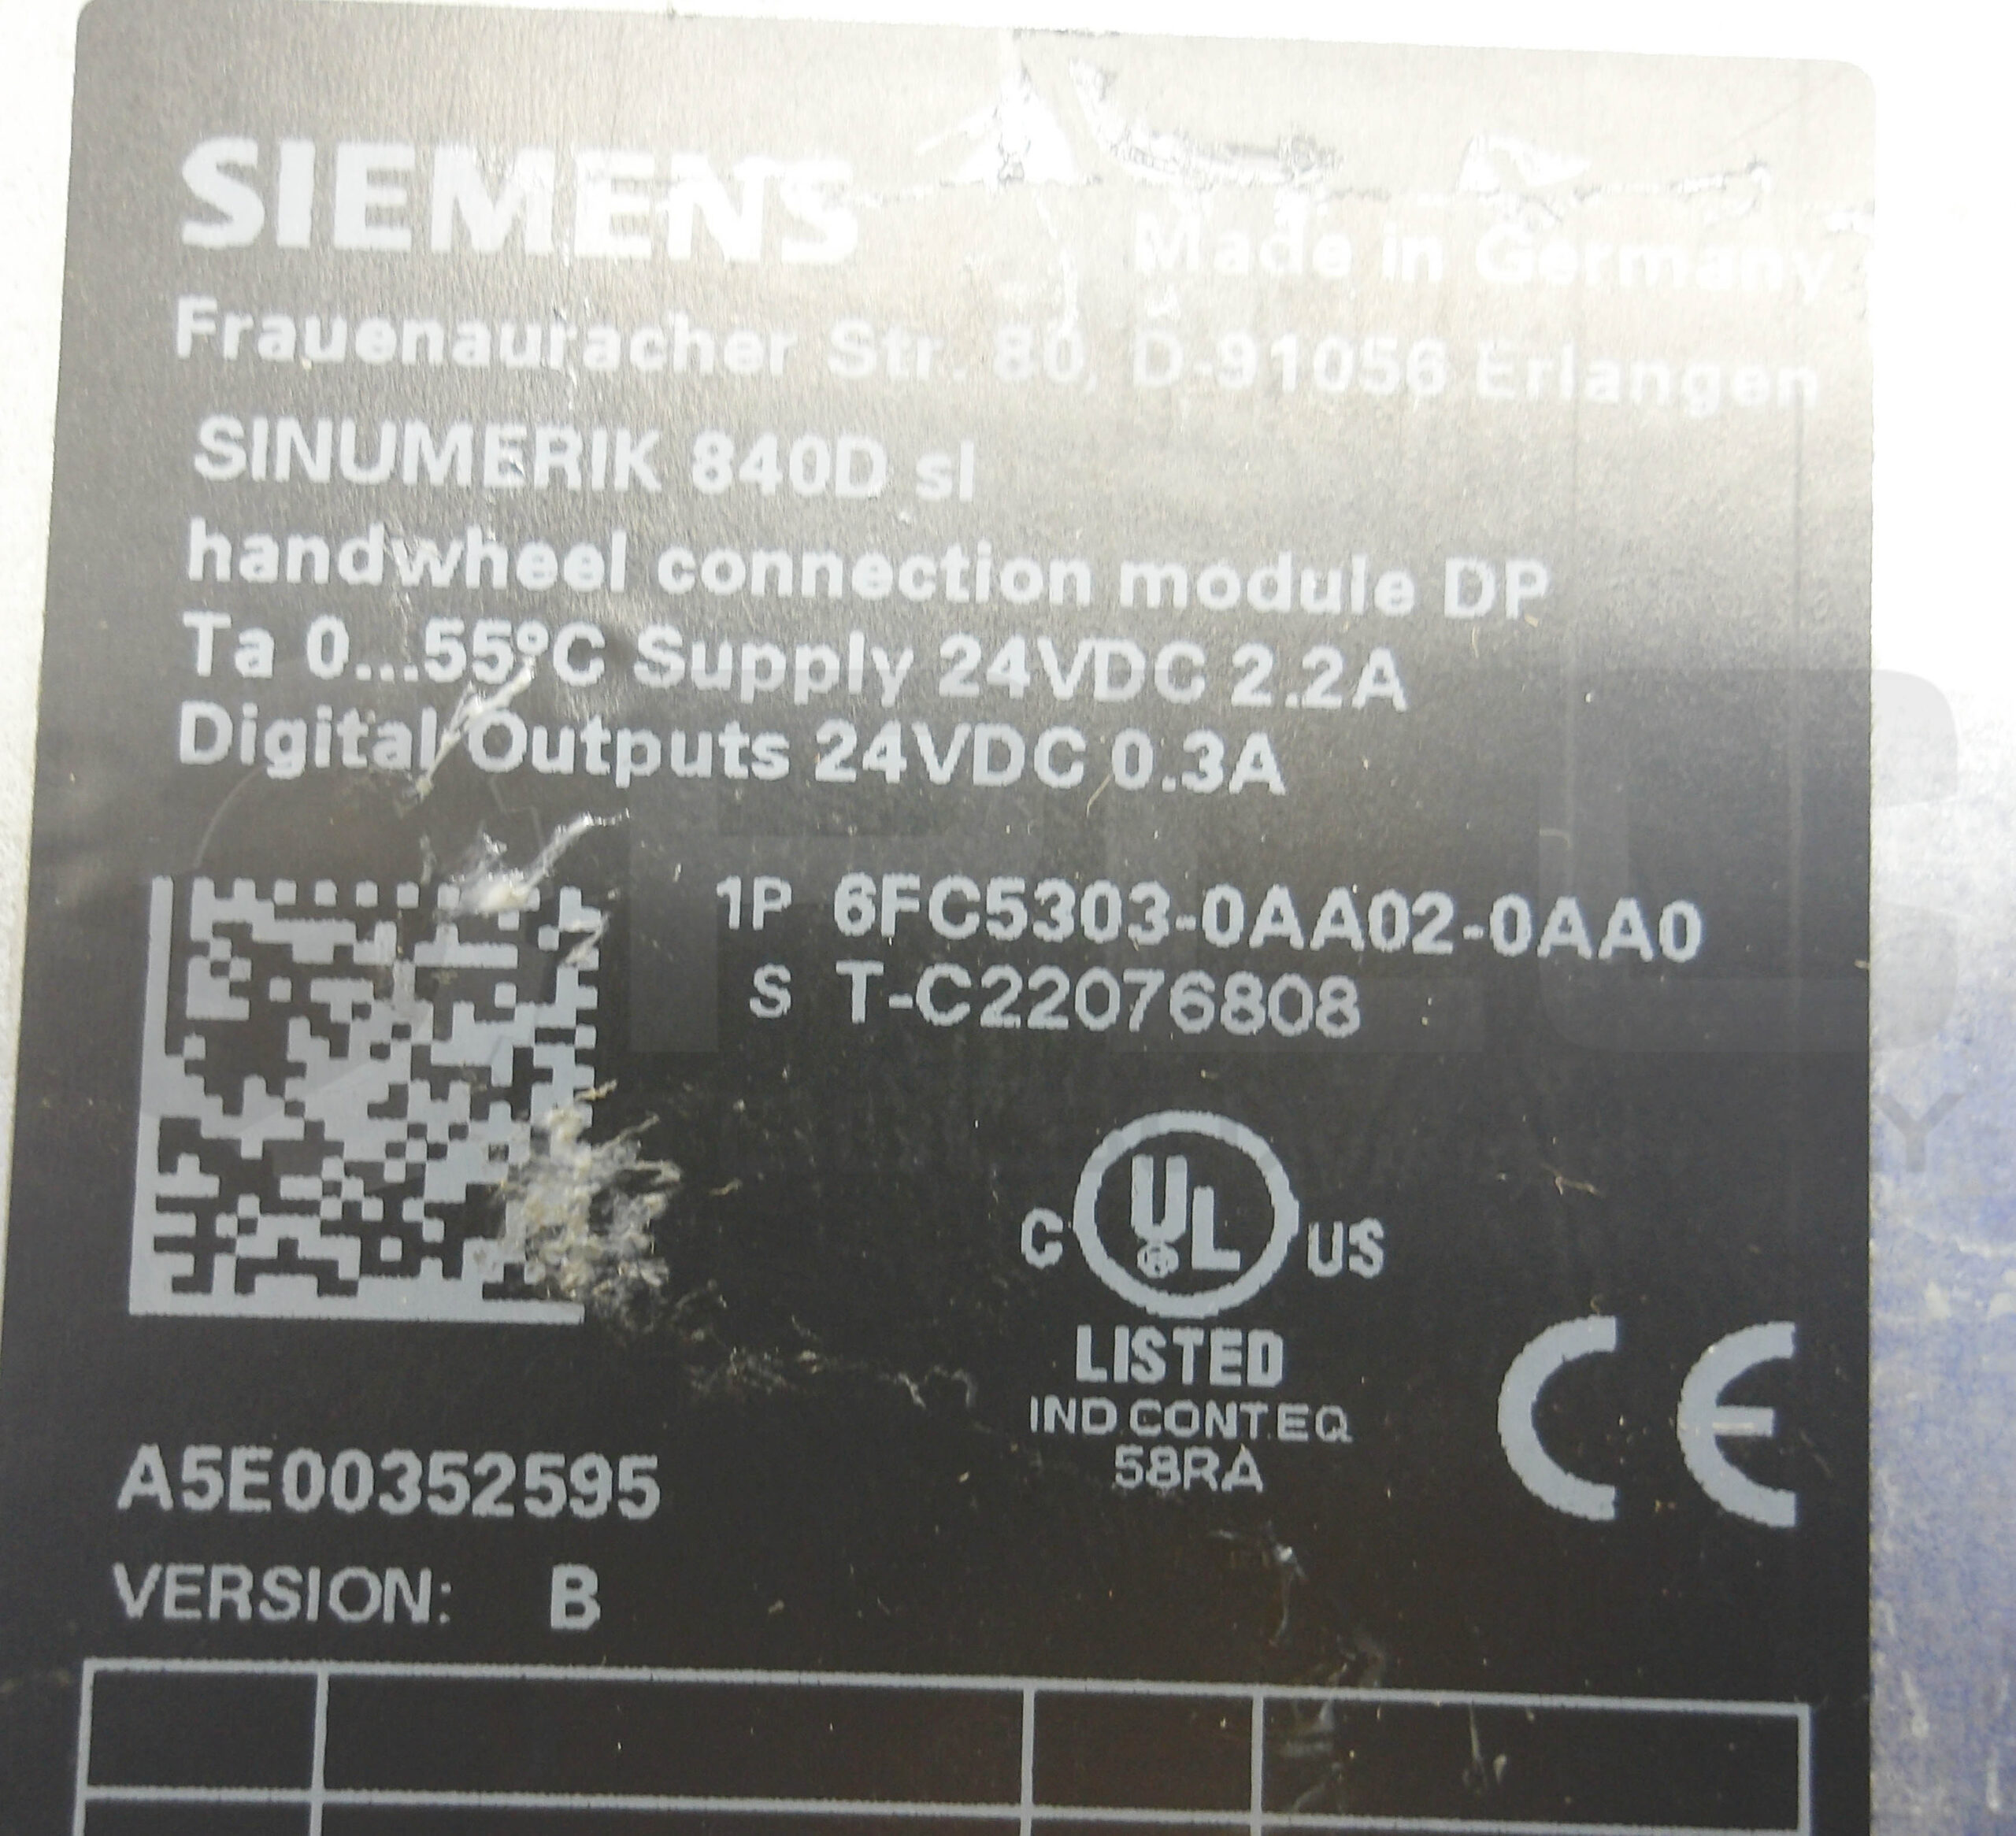 SIEMENS
Made in Germany
Frauenauracher Str. 80, D-91056 Erlangen
SINUMERIK 840D sl
handwheel connection module DP
Ta 0...55°C Supply 24VDC 2.2A
Digital Outputs 24VDC 0.3A
1P 6FC5303-0AA02-0AA0
S T-C22076808
C UL US
LISTED
IND.CONT.EQ
58RA
CE
A5E00352595
VERSION: B